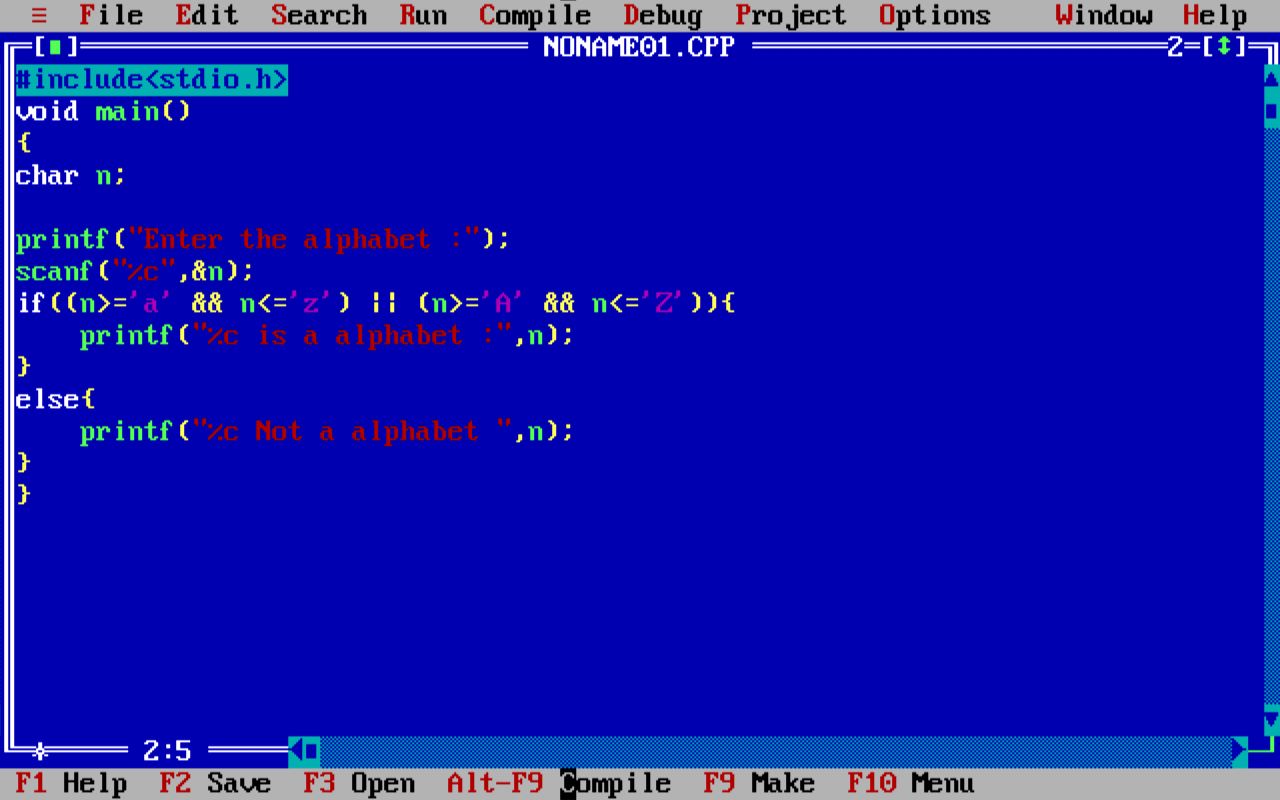 ≡ File Edit Search Run Compile Debug Project Options Window Help
[■] NONAME01.CPP 2=[↕]
#include<stdio.h>
void main()
{
char n;
printf("Enter the alphabet :");
scanf("%c",&n);
if((n>='a' && n<='z') || (n>='A' && n<='Z')){
    printf("%c is a alphabet :",n);
}
else{
    printf("%c Not a alphabet ",n);
}
}
2:5
F1 Help F2 Save F3 Open Alt-F9 Compile F9 Make F10 Menu